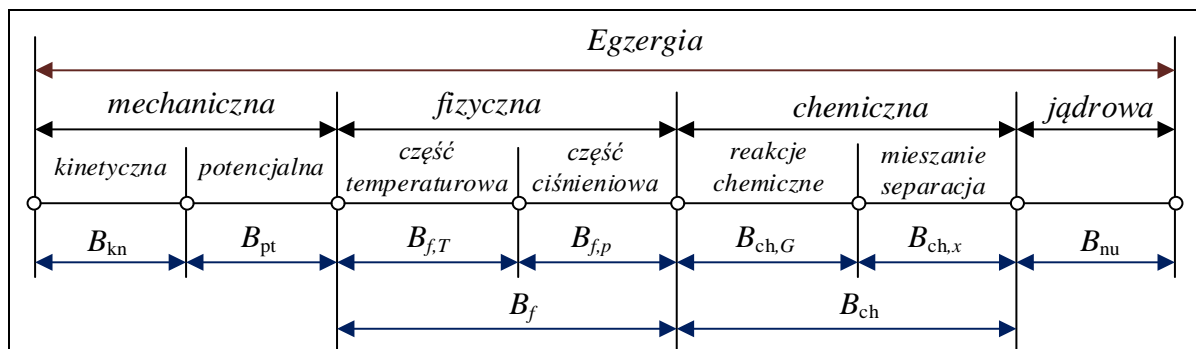 Egzergia
mechaniczna fizyczna chemiczna jądrowa
kinetyczna potencjalna część temperaturowa część ciśnieniowa reakcje chemiczne mieszanie separacja
B_kn B_pt B_f,T B_f,p B_ch,G B_ch,x B_nu
B_f B_ch